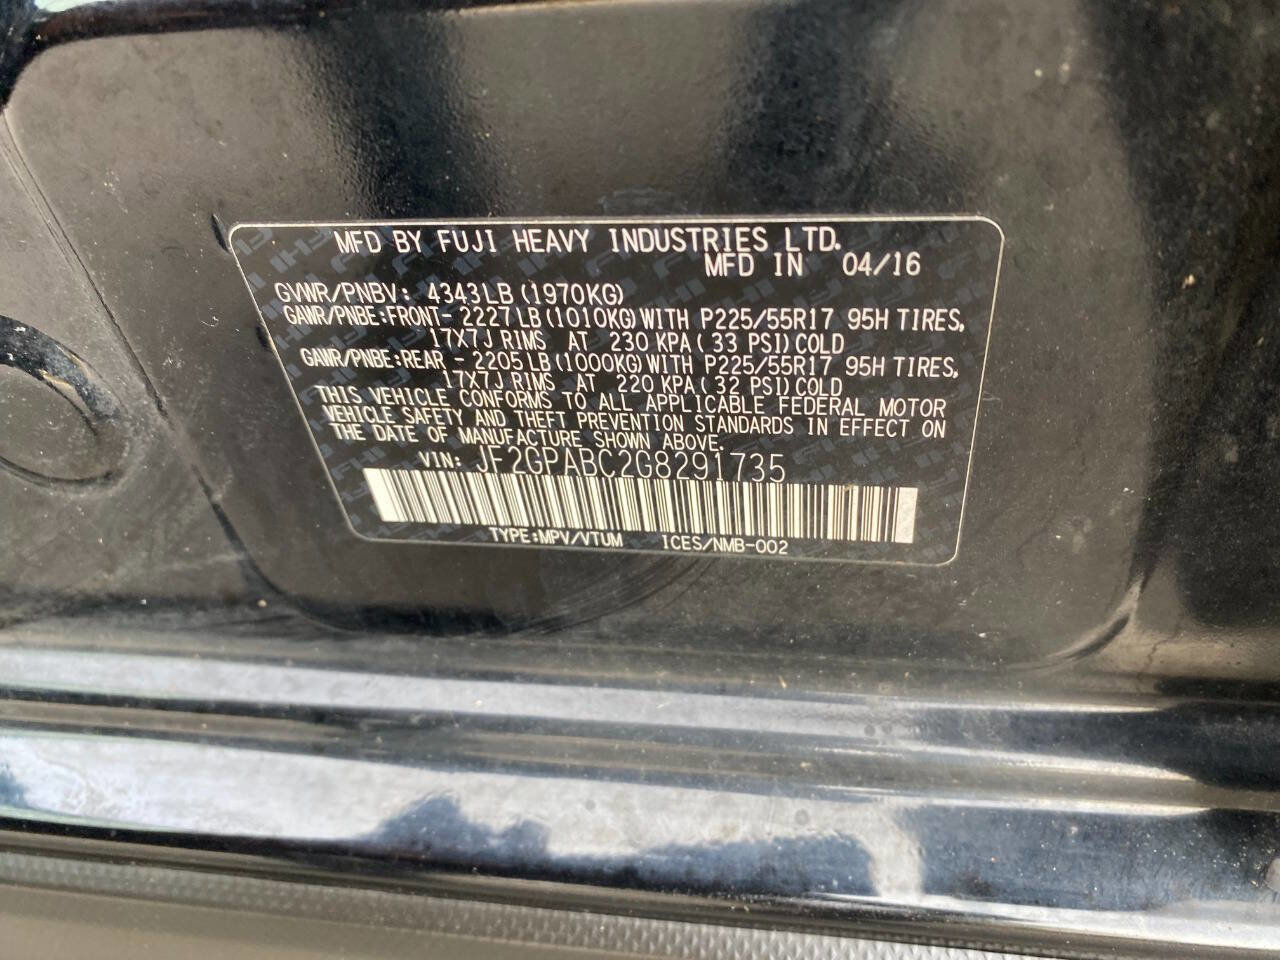 MFD BY FUJI HEAVY INDUSTRIES LTD.
MFD IN 04/16
GVWR/PNBV: 4343LB(1970KG)
GAWR/PNBE:FRONT- 2227LB(1010KG)WITH P225/55R17 95H TIRES,
17X7J RIMS AT 230 KPA(33 PSI)COLD
GAWR/PNBE:REAR - 2205LB(1000KG)WITH P225/55R17 95H TIRES,
17X7J RIMS AT 220 KPA(32 PSI)COLD
THIS VEHICLE CONFORMS TO ALL APPLICABLE FEDERAL MOTOR
VEHICLE SAFETY AND THEFT PREVENTION STANDARDS IN EFFECT ON
THE DATE OF MANUFACTURE SHOWN ABOVE.
VIN: JF2GPABC2G8291735
TYPE:MPV/VTUM ICES/NMB-002